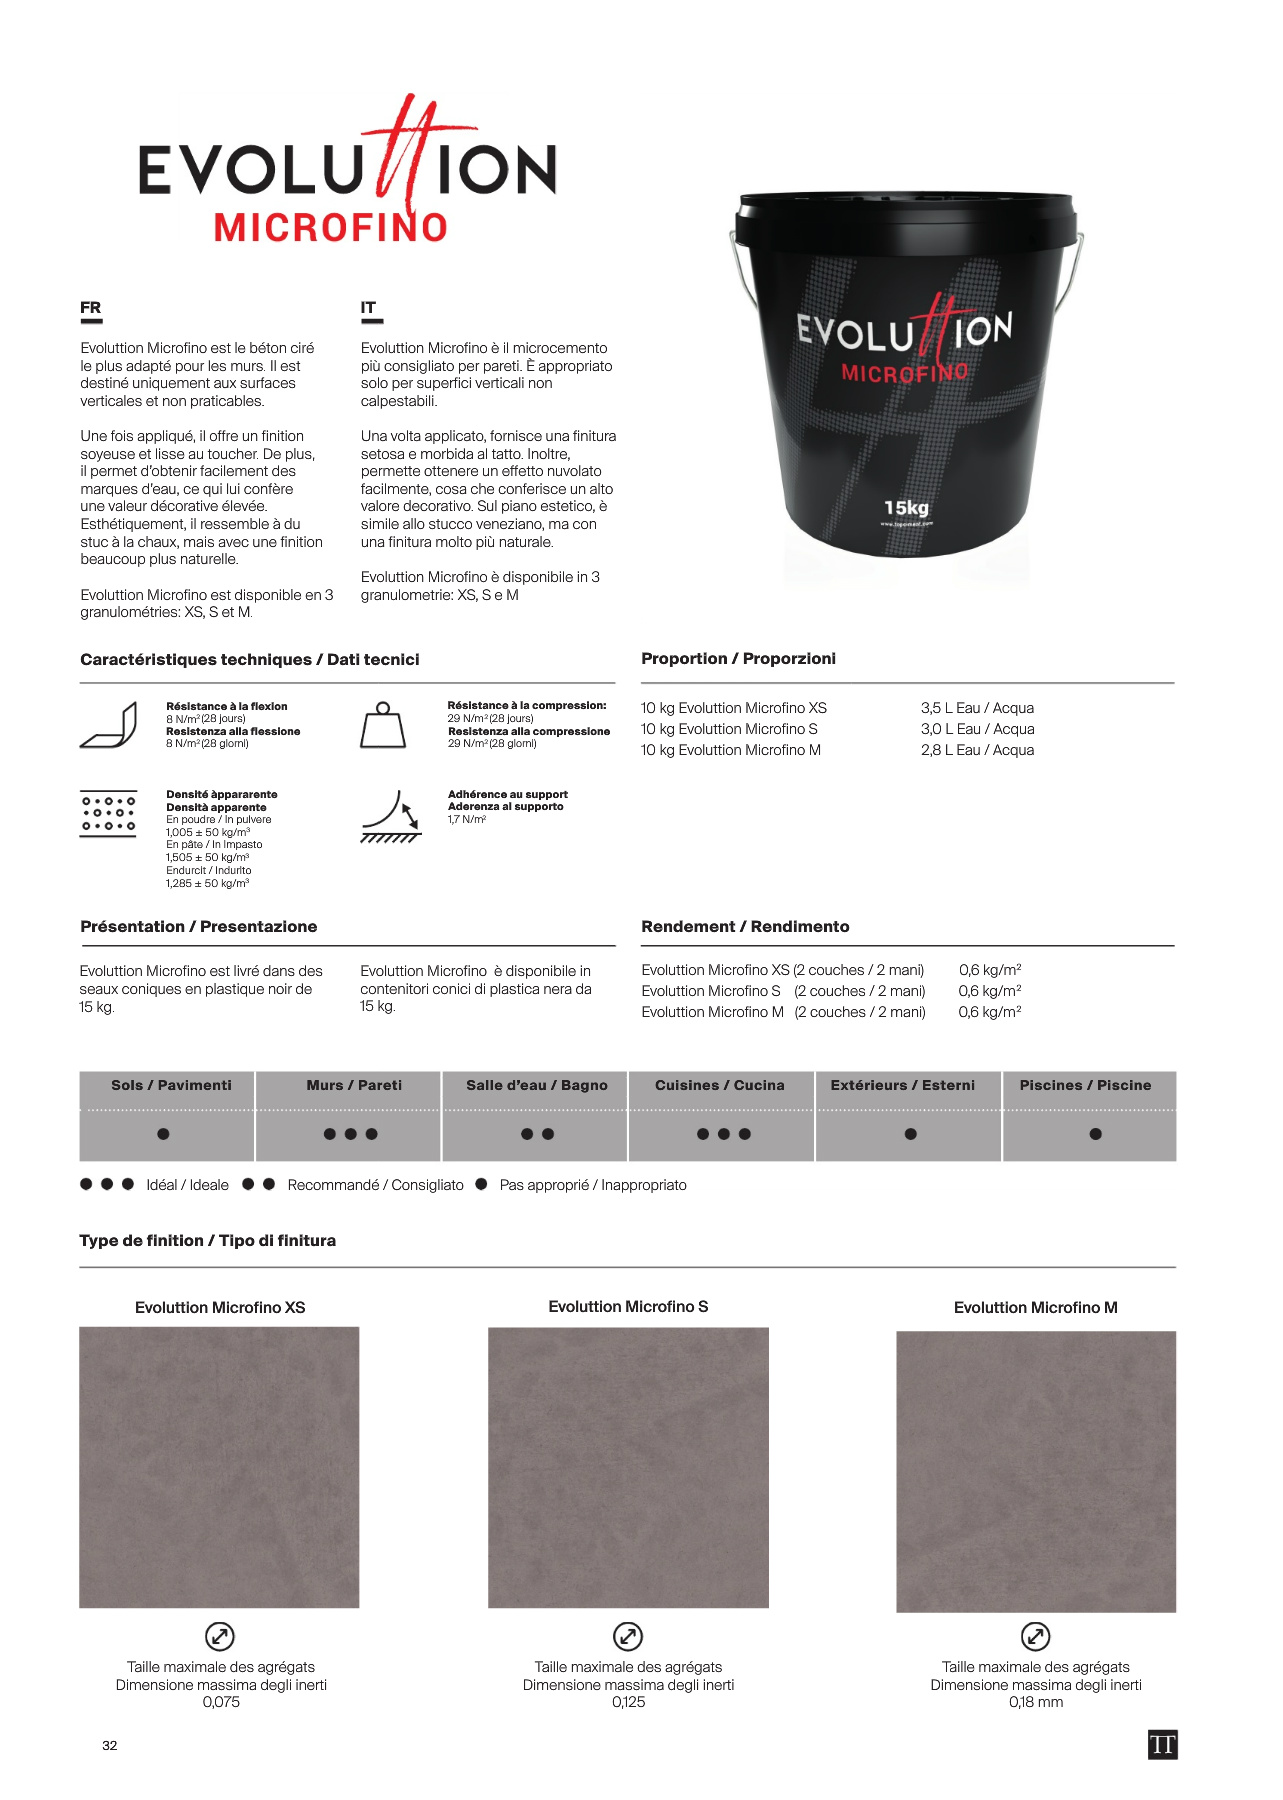 EVOLUTTION
MICROFINO
FR
Evoluttion Microfino est le béton ciré
le plus adapté pour les murs. Il est
destiné uniquement aux surfaces
verticales et non praticables.
Une fois appliqué, il offre un finition
soyeuse et lisse au toucher. De plus,
il permet d'obtenir facilement des
marques d'eau, ce qui lui confère
une valeur décorative élevée.
Esthétiquement, il ressemble à du
stuc à la chaux, mais avec une finition
beaucoup plus naturelle.
Evoluttion Microfino est disponible en 3
granulométries: XS, S et M.
IT
Evoluttion Microfino è il microcemento
più consigliato per pareti. È appropriato
solo per superfici verticali non
calpestabili.
Una volta applicato, fornisce una finitura
setosa e morbida al tatto. Inoltre,
permette ottenere un effetto nuvolato
facilmente, cosa che conferisce un alto
valore decorativo. Sul piano estetico, è
simile allo stucco veneziano, ma con
una finitura molto più naturale.
Evoluttion Microfino è disponibile in 3
granulometrie: XS, S e M
EVOLUTTION
MICROFINO
15kg
www.topciment.com
Caractéristiques techniques / Dati tecnici
Résistance à la flexion
8 N/m² (28 jours)
Resistenza alla flessione
8 N/m² (28 giorni)
Résistance à la compression:
29 N/m² (28 jours)
Resistenza alla compressione
29 N/m² (28 giorni)
Densité àppararente
Densità apparente
En poudre / In pulvere
1,005 ± 50 kg/m³
En pâte / In impasto
1,505 ± 50 kg/m³
Endurcit / Indurito
1,285 ± 50 kg/m³
Adhérence au support
Aderenza al supporto
1,7 N/m²
Proportion / Proporzioni
10 kg Evoluttion Microfino XS 3,5 L Eau / Acqua
10 kg Evoluttion Microfino S 3,0 L Eau / Acqua
10 kg Evoluttion Microfino M 2,8 L Eau / Acqua
Présentation / Presentazione
Evoluttion Microfino est livré dans des
seaux coniques en plastique noir de
15 kg.
Evoluttion Microfino è disponibile in
contenitori conici di plastica nera da
15 kg.
Rendement / Rendimento
Evoluttion Microfino XS (2 couches / 2 mani) 0,6 kg/m²
Evoluttion Microfino S (2 couches / 2 mani) 0,6 kg/m²
Evoluttion Microfino M (2 couches / 2 mani) 0,6 kg/m²
Sols / Pavimenti Murs / Pareti Salle d'eau / Bagno Cuisines / Cucina Extérieurs / Esterni Piscines / Piscine
● ●●● ●● ●●● ● ●
●●● Idéal / Ideale ●● Recommandé / Consigliato ● Pas approprié / Inappropriato
Type de finition / Tipo di finitura
Evoluttion Microfino XS
Evoluttion Microfino S
Evoluttion Microfino M
Taille maximale des agrégats
Dimensione massima degli inerti
0,075
Taille maximale des agrégats
Dimensione massima degli inerti
0,125
Taille maximale des agrégats
Dimensione massima degli inerti
0,18 mm
32
TT